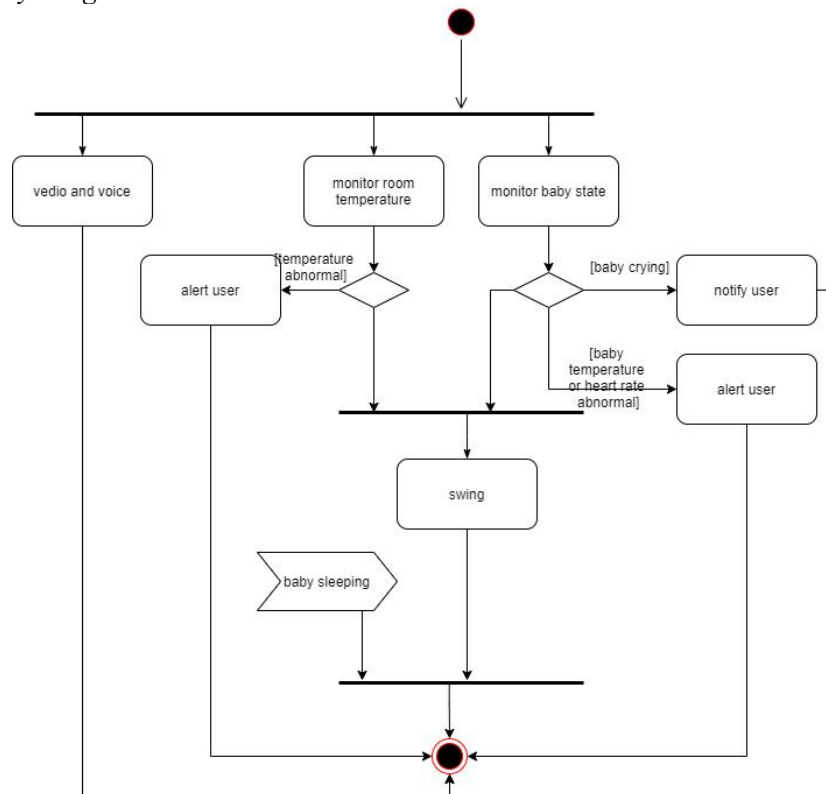 vedio and voice
monitor room
temperature
monitor baby state
[temperature
abnormal]
alert user
[baby crying]
notify user
[baby
temperature
or heart rate
abnormal]
alert user
swing
baby sleeping